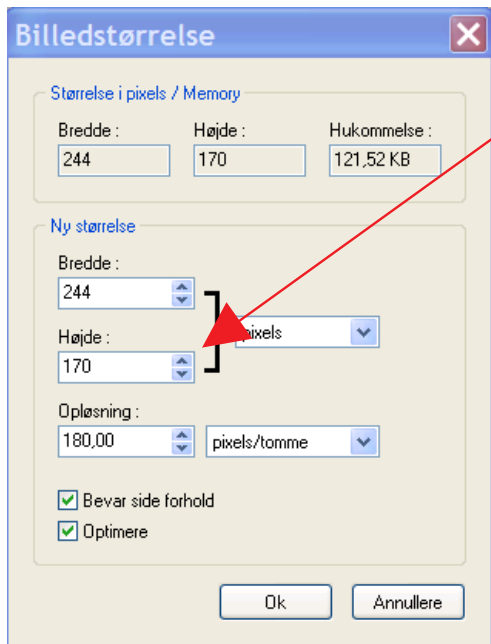 Billedstørrelse
Størrelse i pixels / Memory
Bredde : Højde : Hukommelse :
244 170 121,52 KB
Ny størrelse
Bredde :
244
pixels
Højde :
170
Opløsning :
180,00 pixels/tomme
Bevar side forhold
Optimere
Ok Annullere